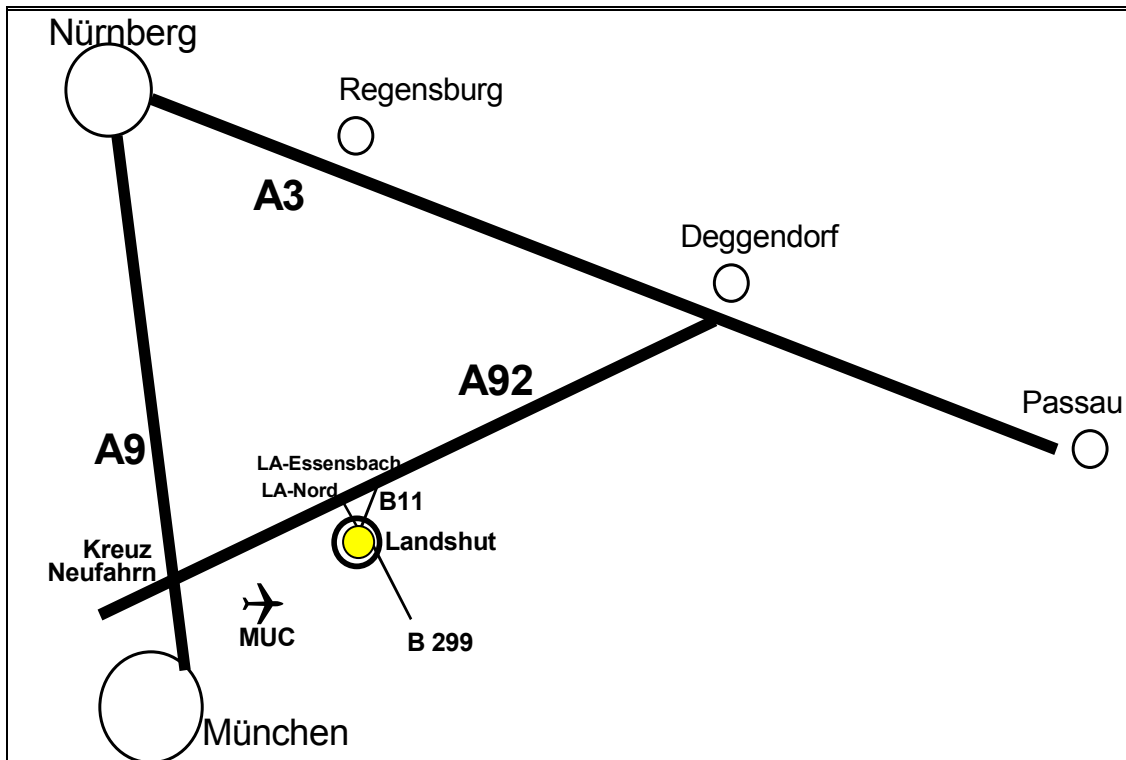 Nürnberg
Regensburg
A3
Deggendorf
A92
Passau
A9
LA-Essensbach
LA-Nord
B11
Landshut
Kreuz
Neufahrn
MUC
B 299
München